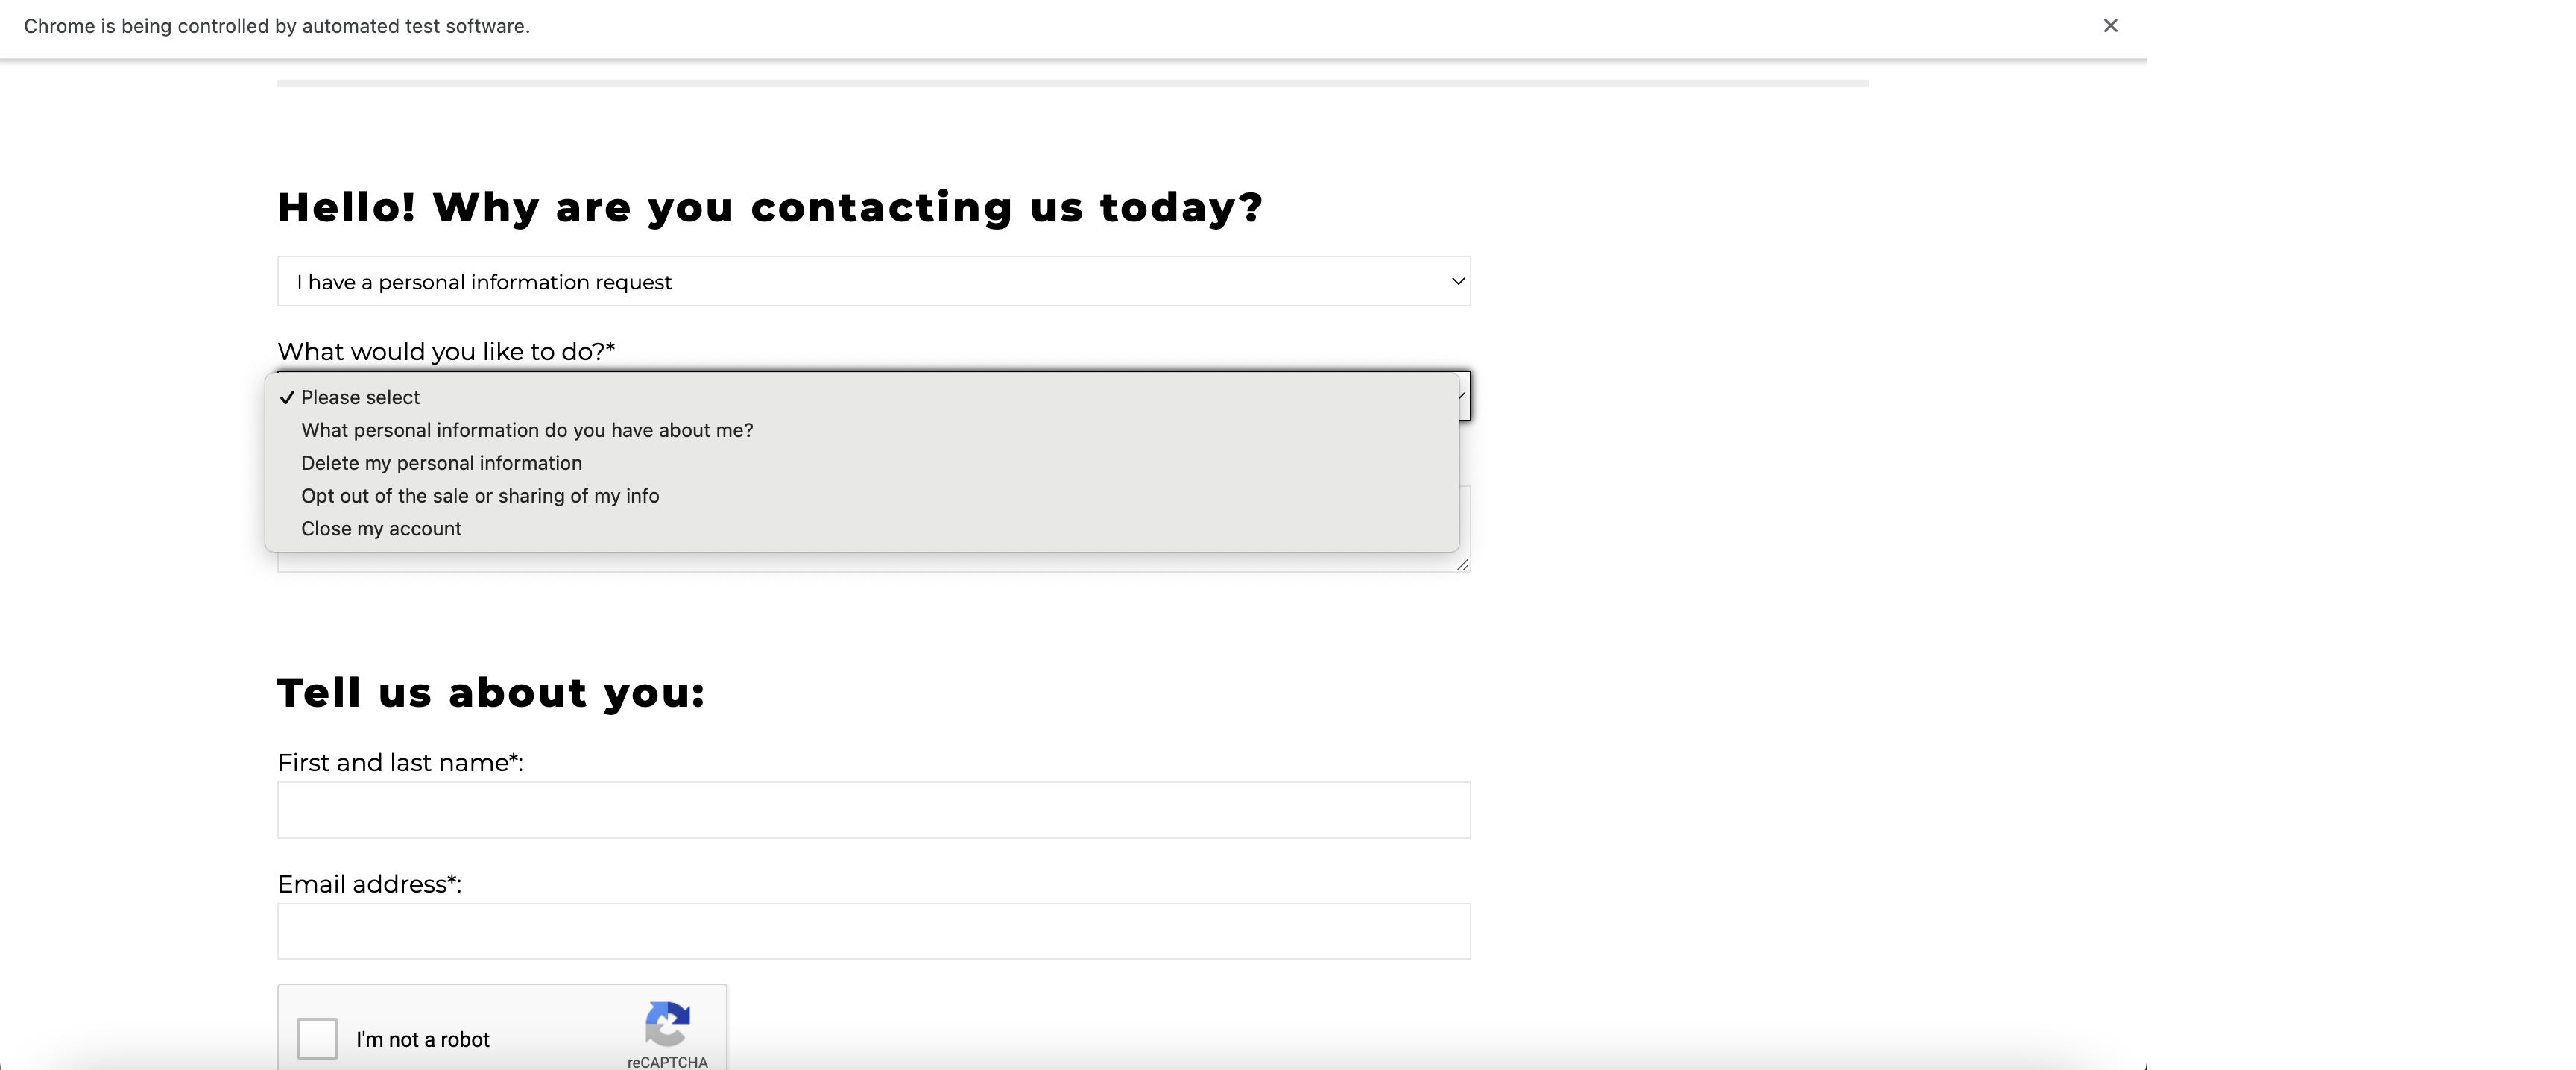 Chrome is being controlled by automated test software.
Hello! Why are you contacting us today?
I have a personal information request
What would you like to do?*
Please select
What personal information do you have about me?
Delete my personal information
Opt out of the sale or sharing of my info
Close my account
Tell us about you:
First and last name*:
Email address*:
I'm not a robot
reCAPTCHA